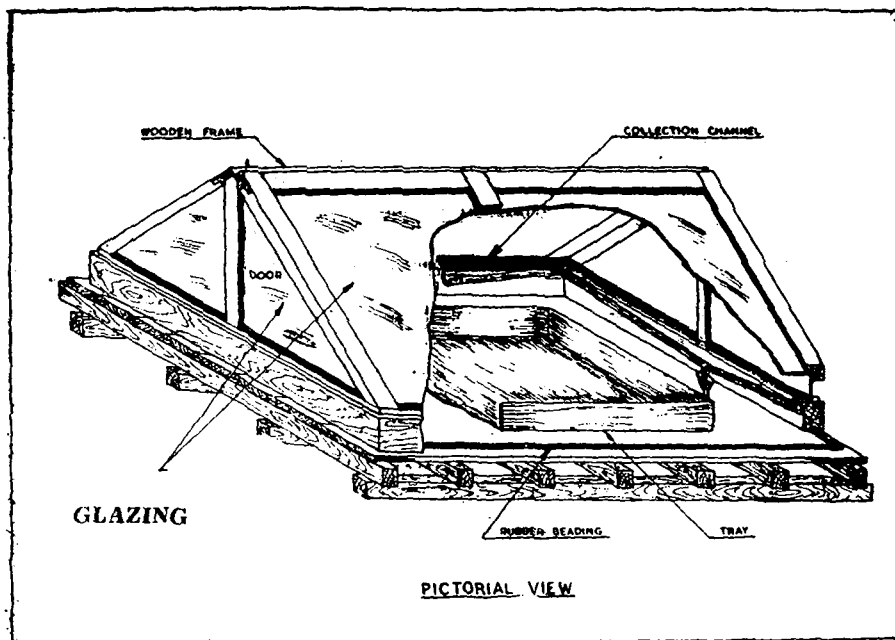 WOODEN FRAME
COLLECTION CHANNEL
DOOR
GLAZING
RUBBER BEADING
TRAY
PICTORIAL VIEW